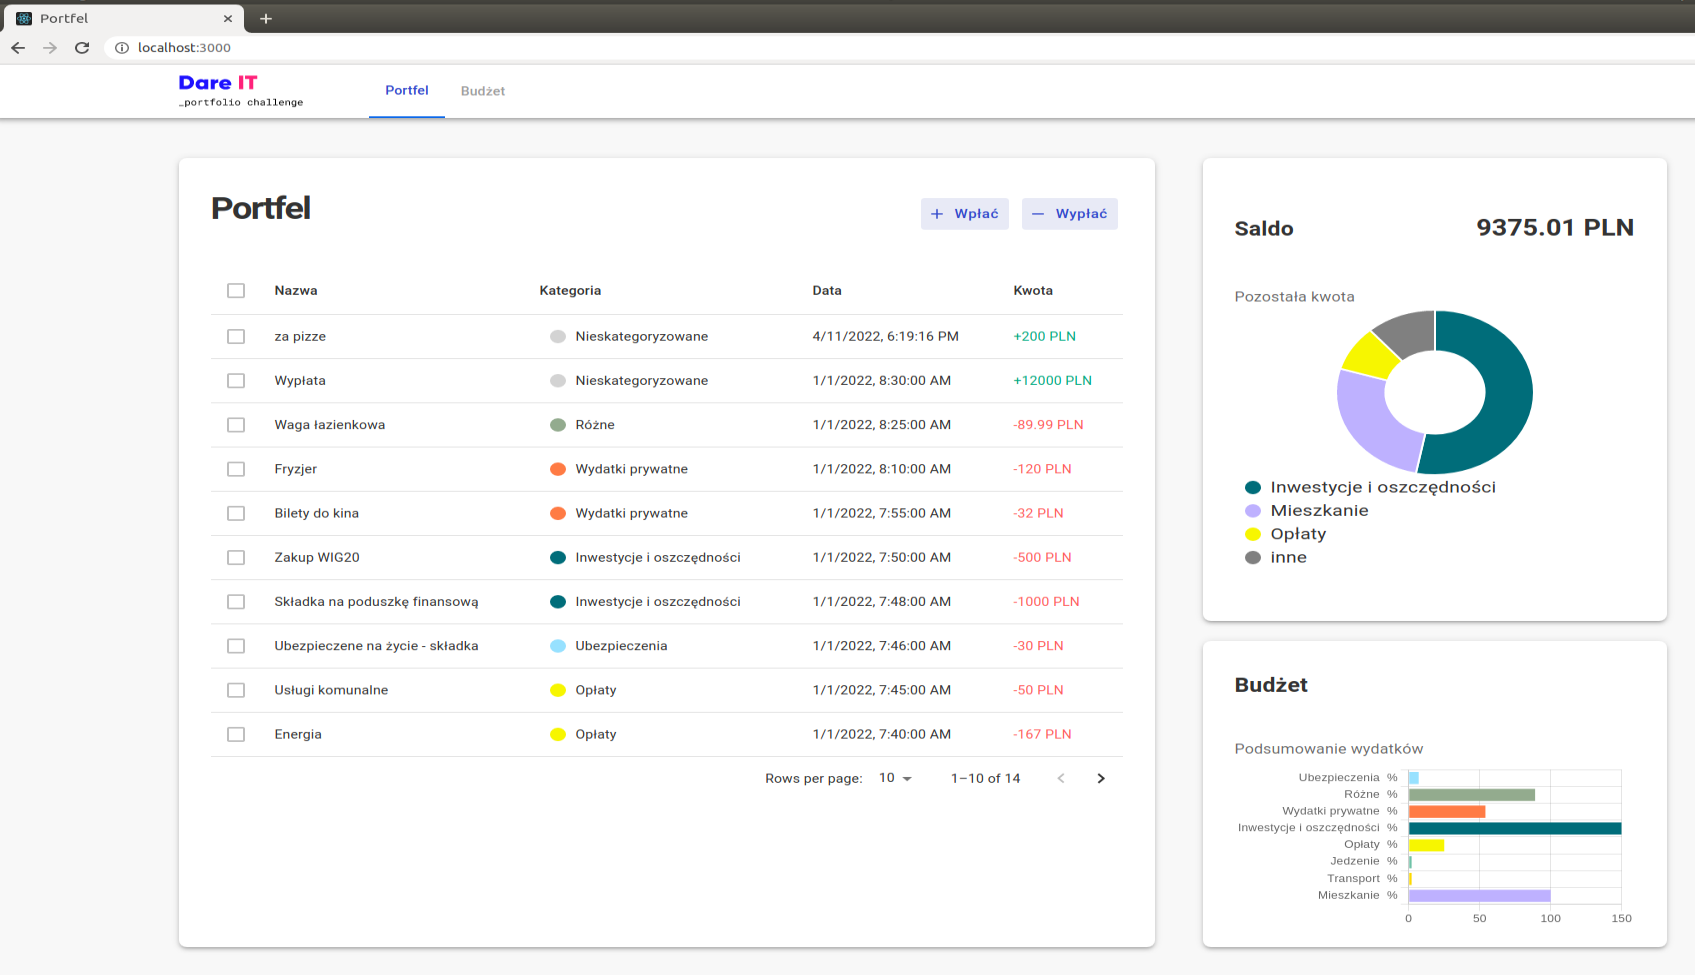 Portfel
localhost:3000
Dare IT
_portfolio challenge
Portfel Budżet
Portfel
+ Wpłać — Wypłać
Nazwa Kategoria Data Kwota
za pizze Nieskategoryzowane 4/11/2022, 6:19:16 PM +200 PLN
Wypłata Nieskategoryzowane 1/1/2022, 8:30:00 AM +12000 PLN
Waga łazienkowa Różne 1/1/2022, 8:25:00 AM -89.99 PLN
Fryzjer Wydatki prywatne 1/1/2022, 8:10:00 AM -120 PLN
Bilety do kina Wydatki prywatne 1/1/2022, 7:55:00 AM -32 PLN
Zakup WIG20 Inwestycje i oszczędności 1/1/2022, 7:50:00 AM -500 PLN
Składka na poduszkę finansową Inwestycje i oszczędności 1/1/2022, 7:48:00 AM -1000 PLN
Ubezpieczene na życie - składka Ubezpieczenia 1/1/2022, 7:46:00 AM -30 PLN
Usługi komunalne Opłaty 1/1/2022, 7:45:00 AM -50 PLN
Energia Opłaty 1/1/2022, 7:40:00 AM -167 PLN
Rows per page: 10 1–10 of 14
Saldo 9375.01 PLN
Pozostała kwota
Inwestycje i oszczędności
Mieszkanie
Opłaty
inne
Budżet
Podsumowanie wydatków
Ubezpieczenia %
Różne %
Wydatki prywatne %
Inwestycje i oszczędności %
Opłaty %
Jedzenie %
Transport %
Mieszkanie %
0 50 100 150